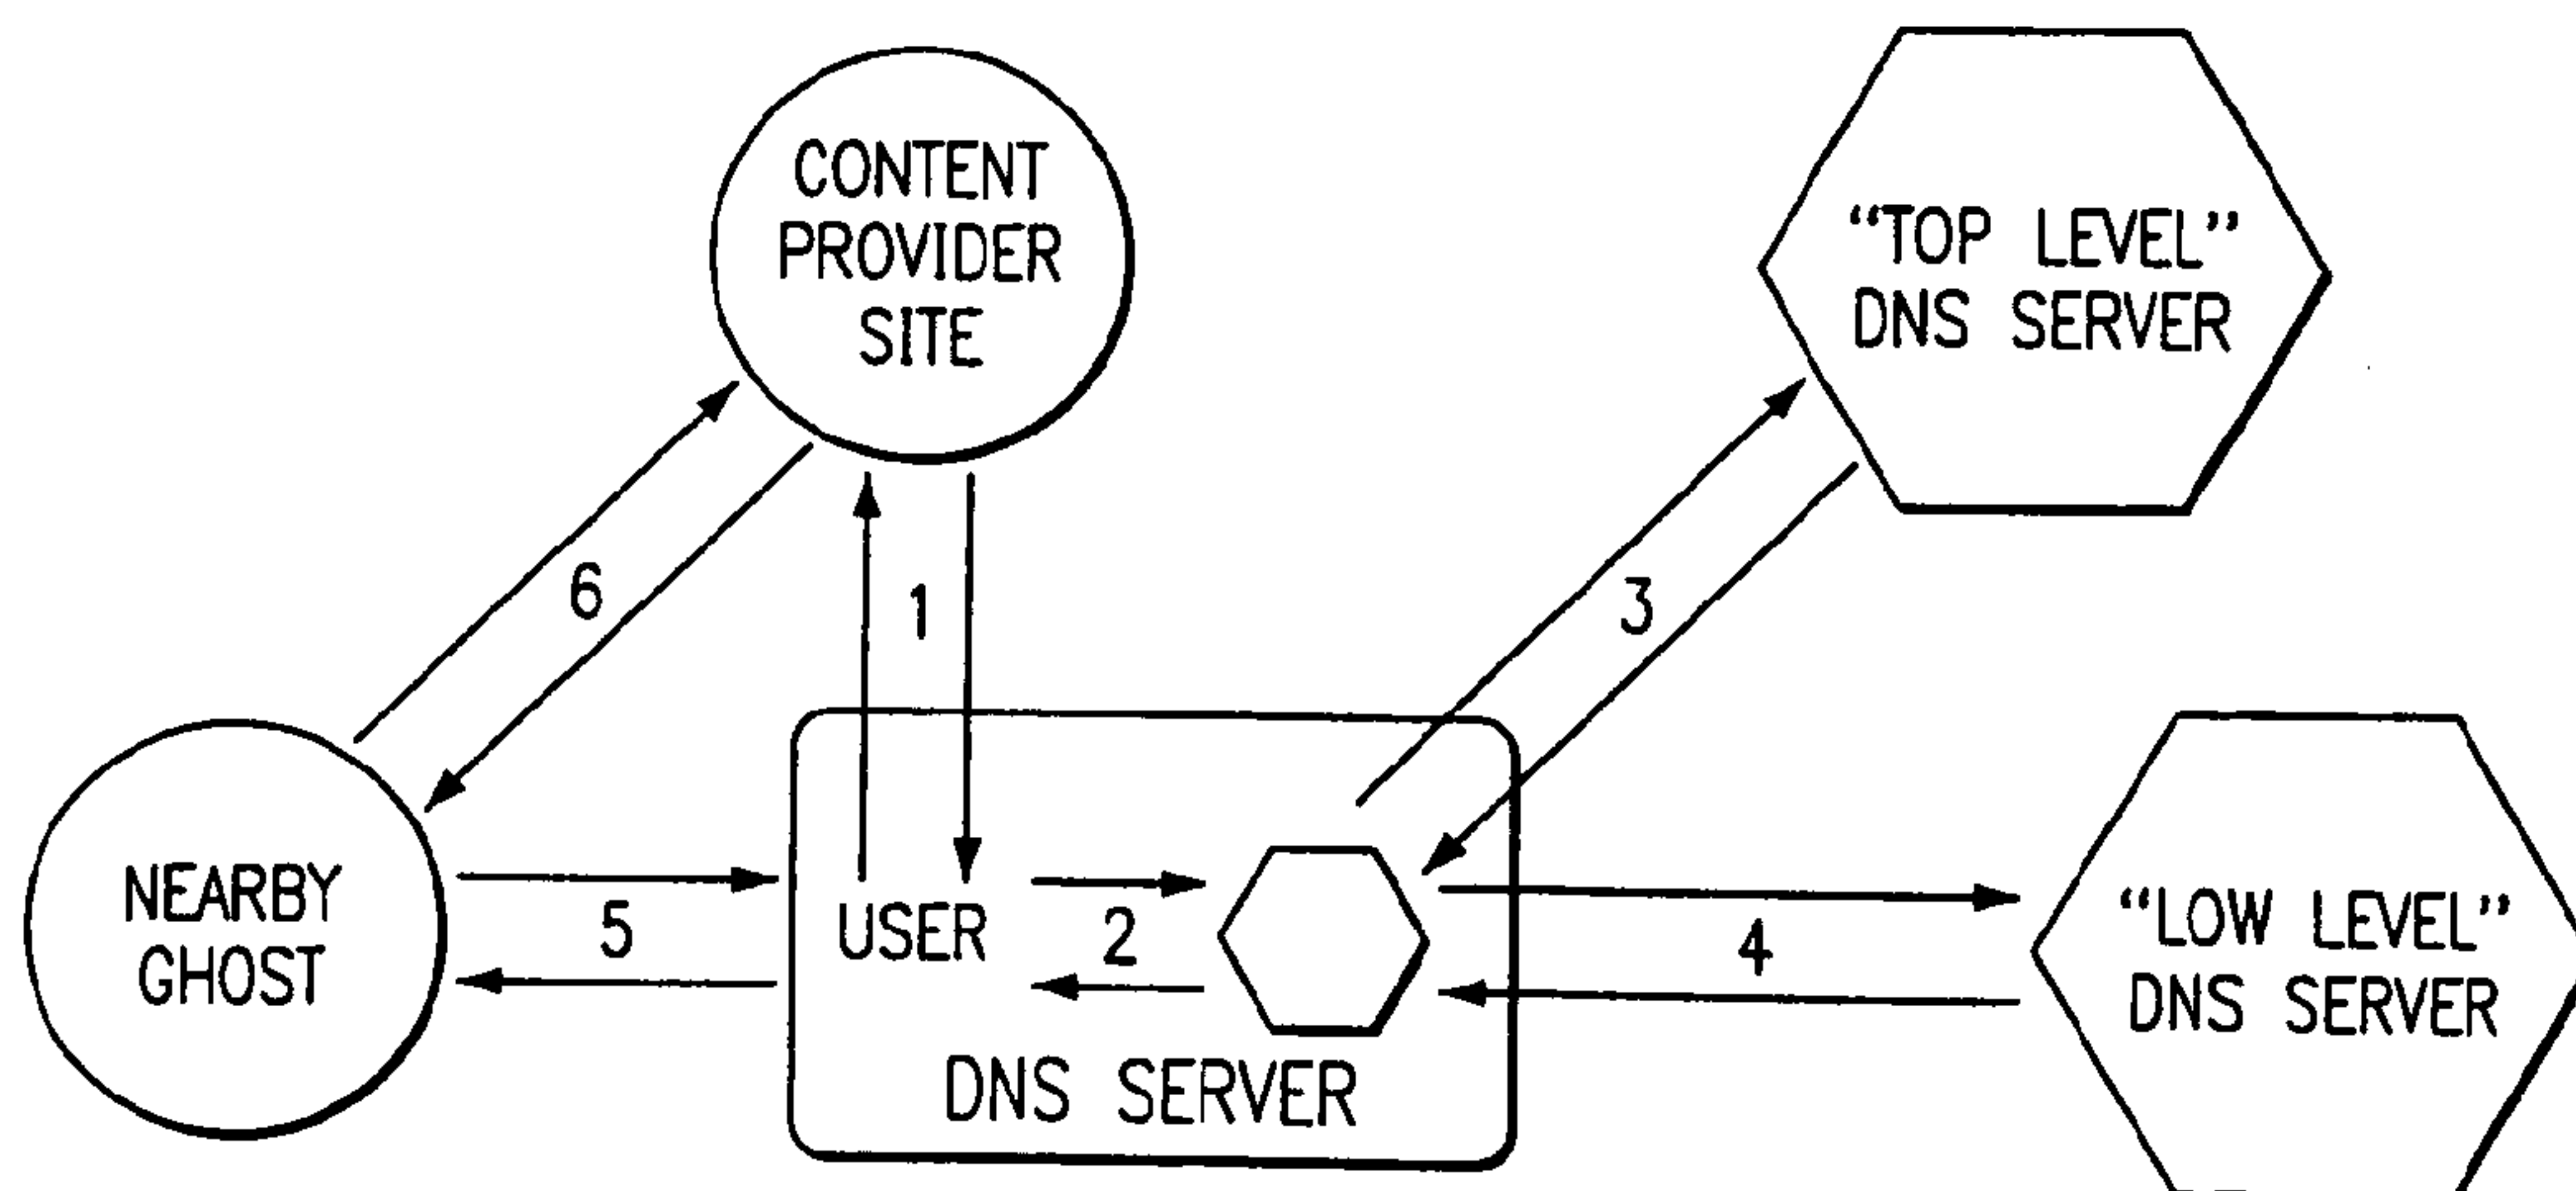 CONTENT
PROVIDER
SITE
“TOP LEVEL”
DNS SERVER
6
1
3
NEARBY
GHOST
5
USER
2
4
“LOW LEVEL”
DNS SERVER
DNS SERVER